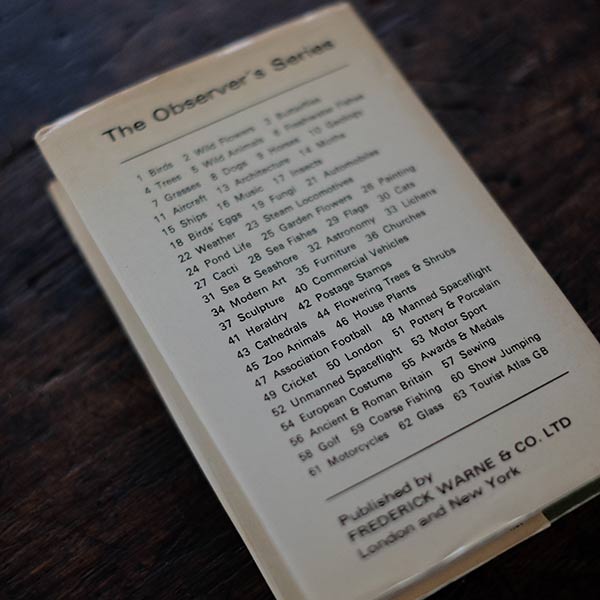 The Observer's Series
1 Birds 2 Wild Flowers 3 Butterflies
4 Trees 5 Wild Animals 6 Freshwater Fishes
7 Grasses 8 Dogs 9 Horses 10 Geology
11 Aircraft 13 Architecture 14 Moths
15 Ships 16 Music 17 Insects
18 Birds' Eggs 19 Fungi 21 Automobiles
22 Weather 23 Steam Locomotives
24 Pond Life 25 Garden Flowers 26 Painting
27 Cacti 28 Sea Fishes 29 Flags 30 Cats
31 Sea & Seashore 32 Astronomy 33 Lichens
34 Modern Art 35 Furniture 36 Churches
37 Sculpture 40 Commercial Vehicles
41 Heraldry 42 Postage Stamps
43 Cathedrals 44 Flowering Trees & Shrubs
45 Zoo Animals 46 House Plants
47 Association Football 48 Manned Spaceflight
49 Cricket 50 London 51 Pottery & Porcelain
52 Unmanned Spaceflight 53 Motor Sport
54 European Costume 55 Awards & Medals
56 Ancient & Roman Britain 57 Sewing
58 Golf 59 Coarse Fishing 60 Show Jumping
61 Motorcycles 62 Glass 63 Tourist Atlas GB
Published by
FREDERICK WARNE & CO. LTD
London and New York